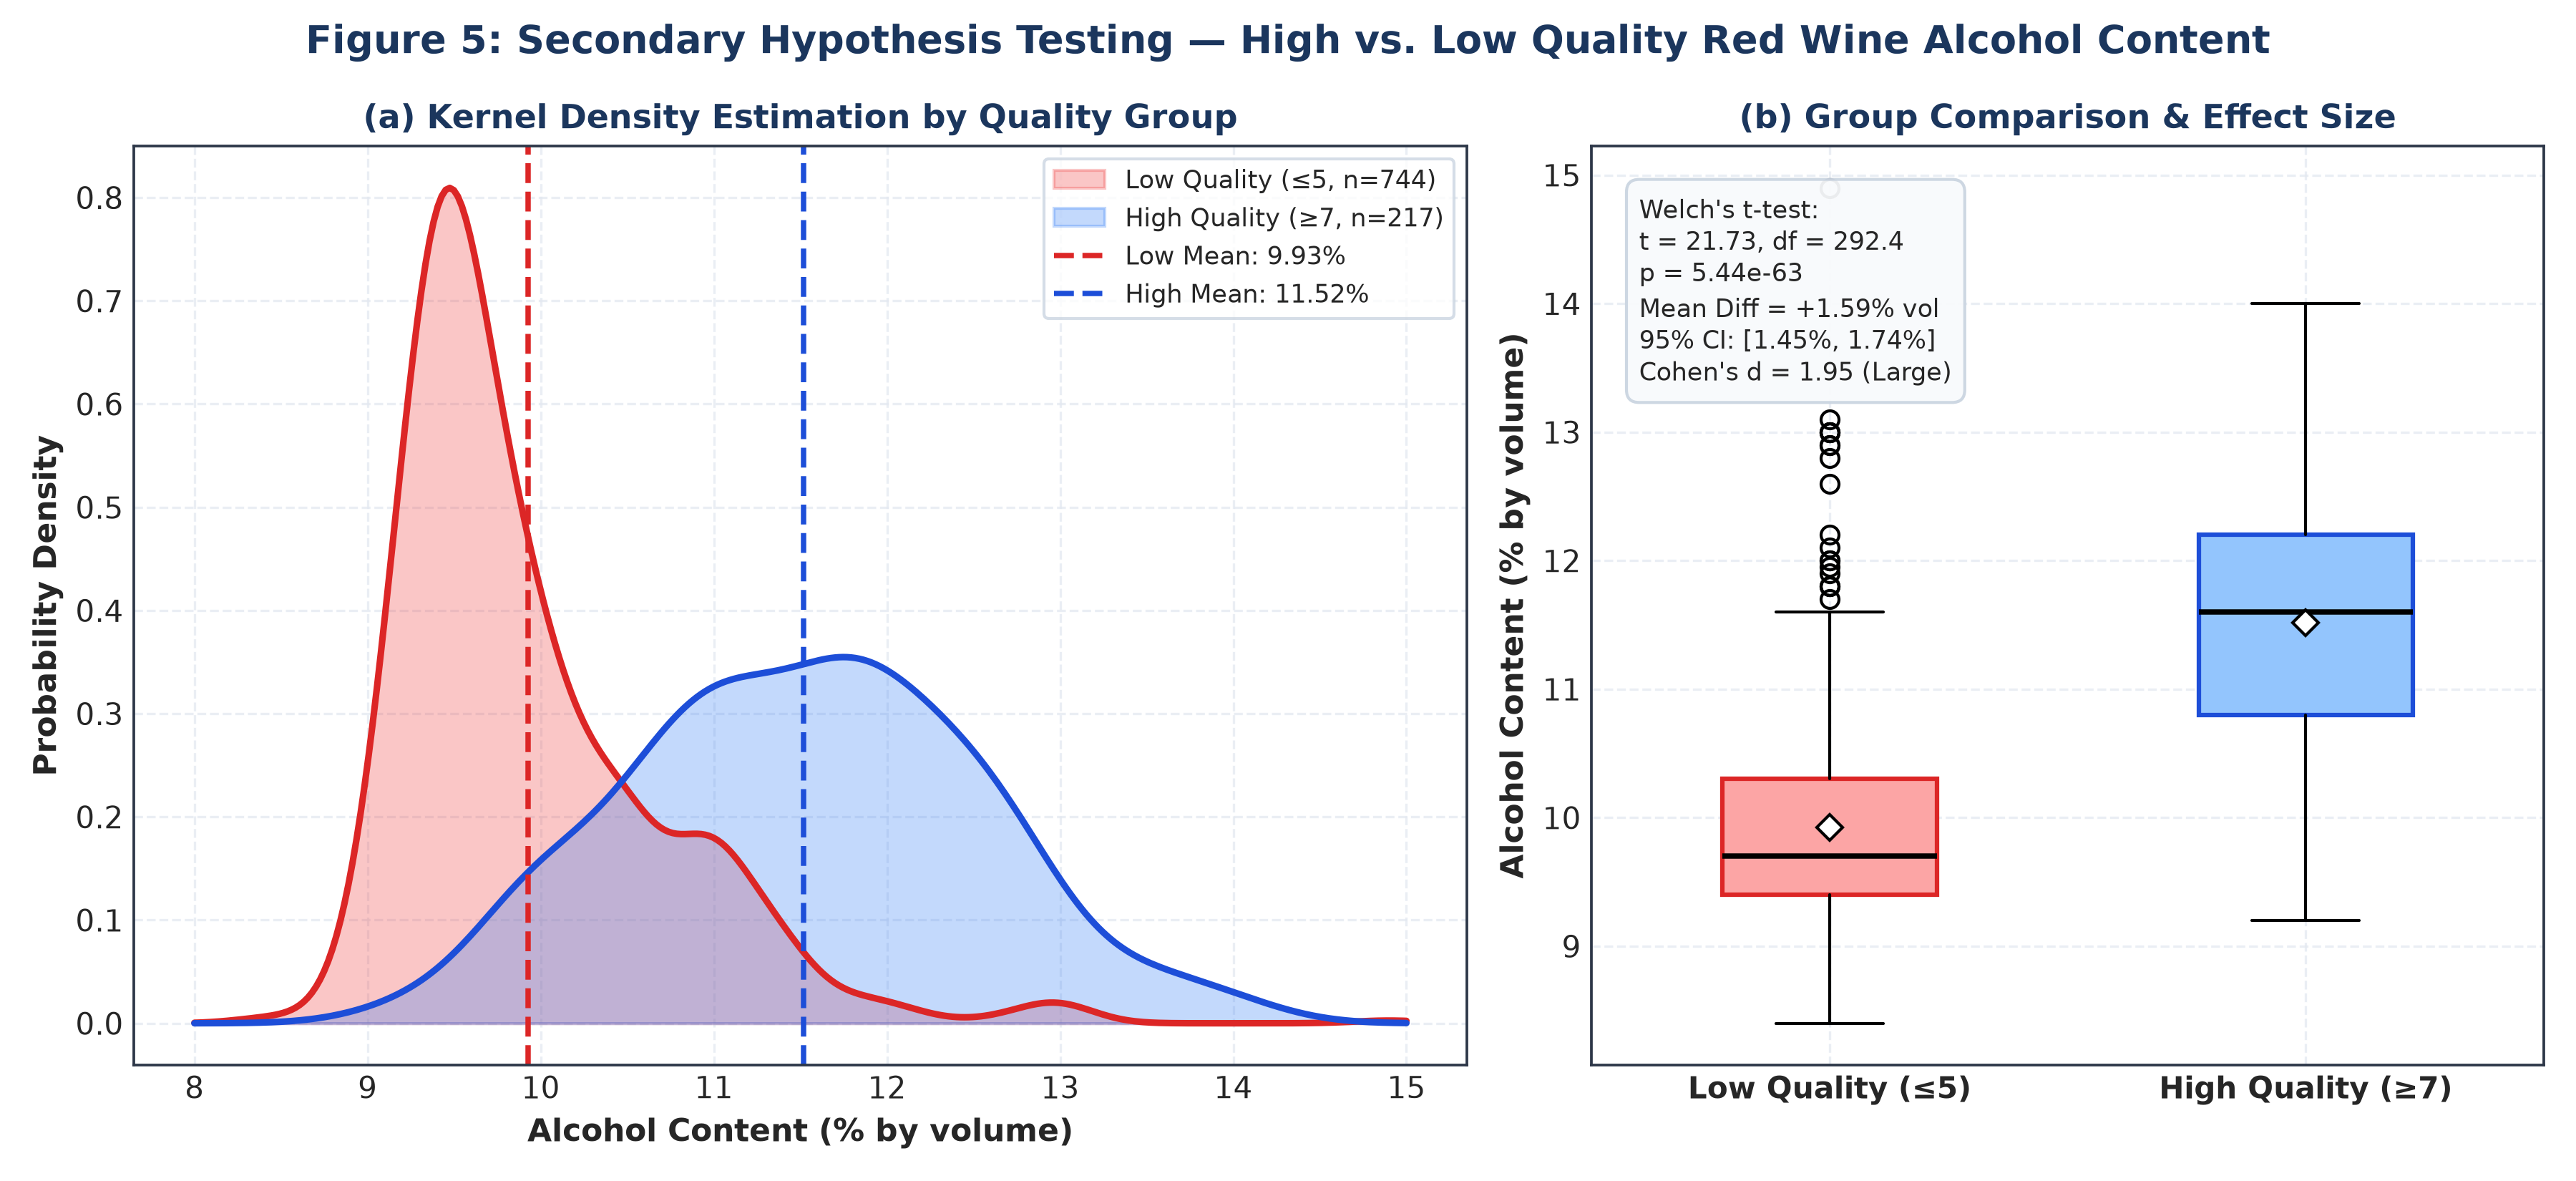 Figure 5: Secondary Hypothesis Testing — High vs. Low Quality Red Wine Alcohol Content
(a) Kernel Density Estimation by Quality Group
Probability Density
0.8
0.7
0.6
0.5
0.4
0.3
0.2
0.1
0.0
Low Quality (≤5, n=744)
High Quality (≥7, n=217)
Low Mean: 9.93%
High Mean: 11.52%
8 9 10 11 12 13 14 15
Alcohol Content (% by volume)
(b) Group Comparison & Effect Size
Alcohol Content (% by volume)
15
14
13
12
11
10
9
Welch's t-test:
t = 21.73, df = 292.4
p = 5.44e-63
Mean Diff = +1.59% vol
95% CI: [1.45%, 1.74%]
Cohen's d = 1.95 (Large)
Low Quality (≤5) High Quality (≥7)